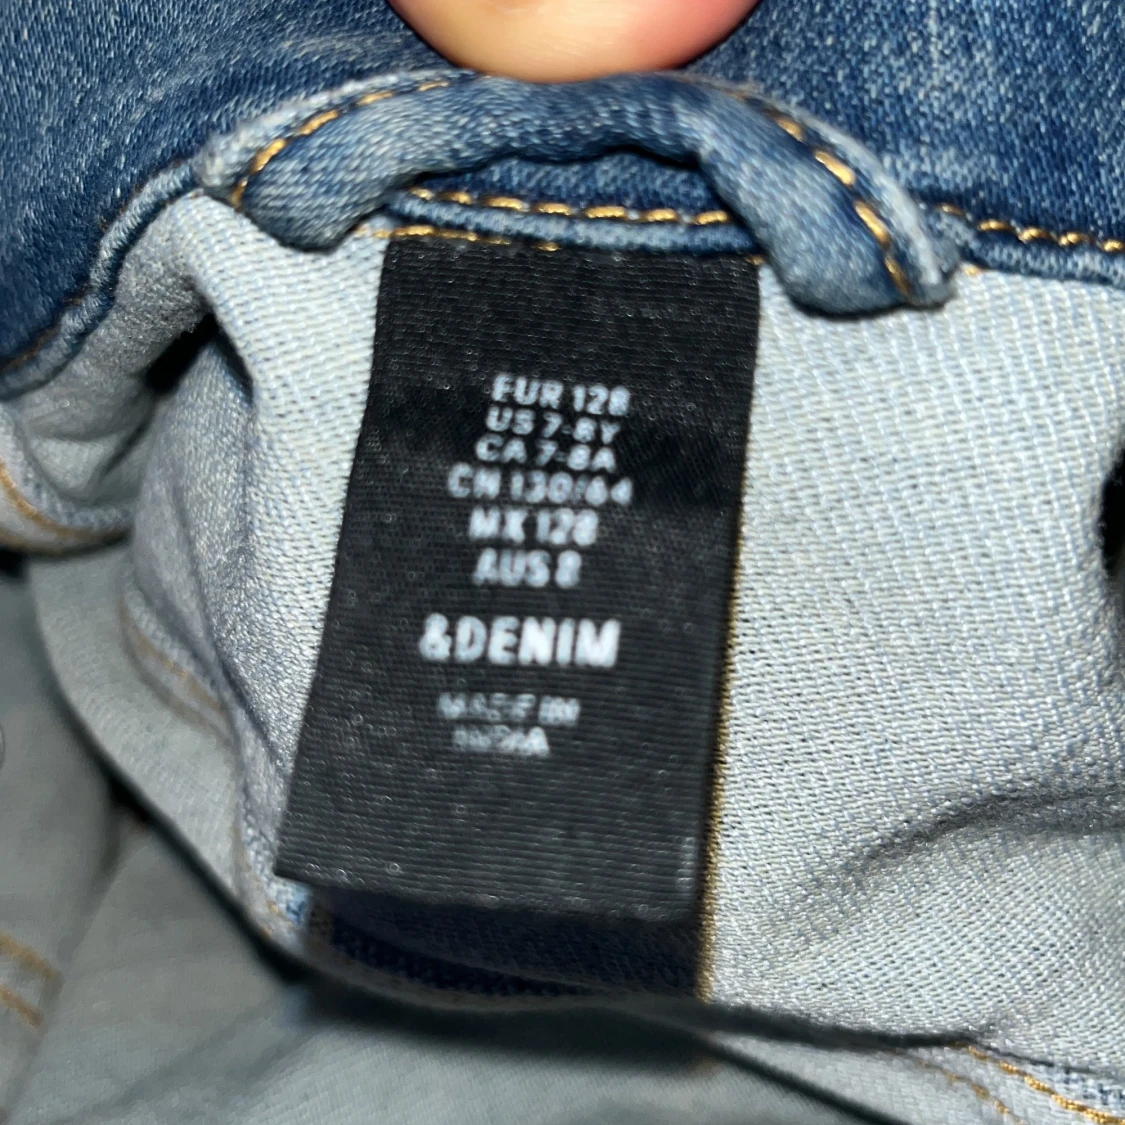 EUR 128
US 7-8Y
CA 7-8A
CN 130/64
MX 128
AUS 8
&DENIM
MADE IN
INDIA